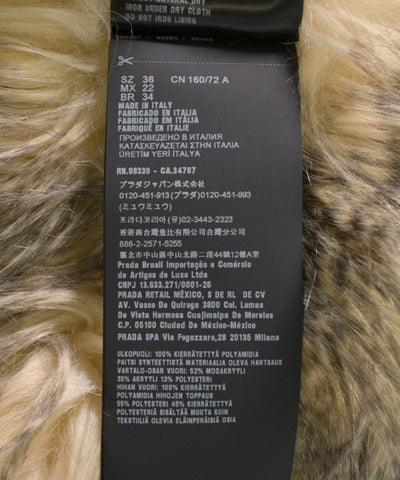 IRON UNDER DRY CLOTH
DO NOT IRON
SZ 36 CN 160/72 A
MX 22
BR 34
MADE IN ITALY
FABRICADO EN ITALIA
FABRICADO EM ITALIA
FABRIQUÉ EN ITALIE
ПРОИЗВЕДЕНО В ИТАЛИЯ
ΚΑΤΑΣΚΕΥΑΖΕΤΑΙ ΣΤΗΝ ΙΤΑΛΙΑ
ÜRETİM YERİ İTALYA
RN.98339 - CA.34767
プラダジャパン株式会社
0120-451-913(プラダ) 0120-451-993
(ミュウミュウ)
프라다코리아(유) 02-3443-2323
香港商台灣普拉達有限公司台灣分公司
886-2-2571-5255
臺北市中山區中山北路二段44號12樓A
Prada Brasil Importação e Comércio
de Artigos de Luxo Ltda
CNPJ 13.633.271/0001-26
PRADA RETAIL MÉXICO, S DE RL DE CV
AV. Vasco De Quiroga 3800 Col. Lomas
De Vista Hermosa Cuajimalpa De Morelos
C.P. 05100 Ciudad De México
PRADA SPA Via Fogazzaro,28 20135 Milano
ULKOPUOLI: 100% KIERRÄTETTYÄ POLYAMIDIA
PAITSI SYNTEETTISTÄ MATERIAALIA OLEVA HARTSAUS
VARTALO-OSAN VUORI: 52% MODAKRYYLI
35% AKRYYLI 13% POLYESTERI
HIHAN VUORI: 100% KIERRÄTETTYÄ
POLYAMIDIA HIHOJEN TOPPAUS
55% POLYESTERI 45% KIERRÄTETTYÄ
POLYESTERIÄ SISÄLTÄÄ MUUTA KUIN
TEKSTIILIÄ OLEVIA ELÄINPERÄISIÄ OSIA